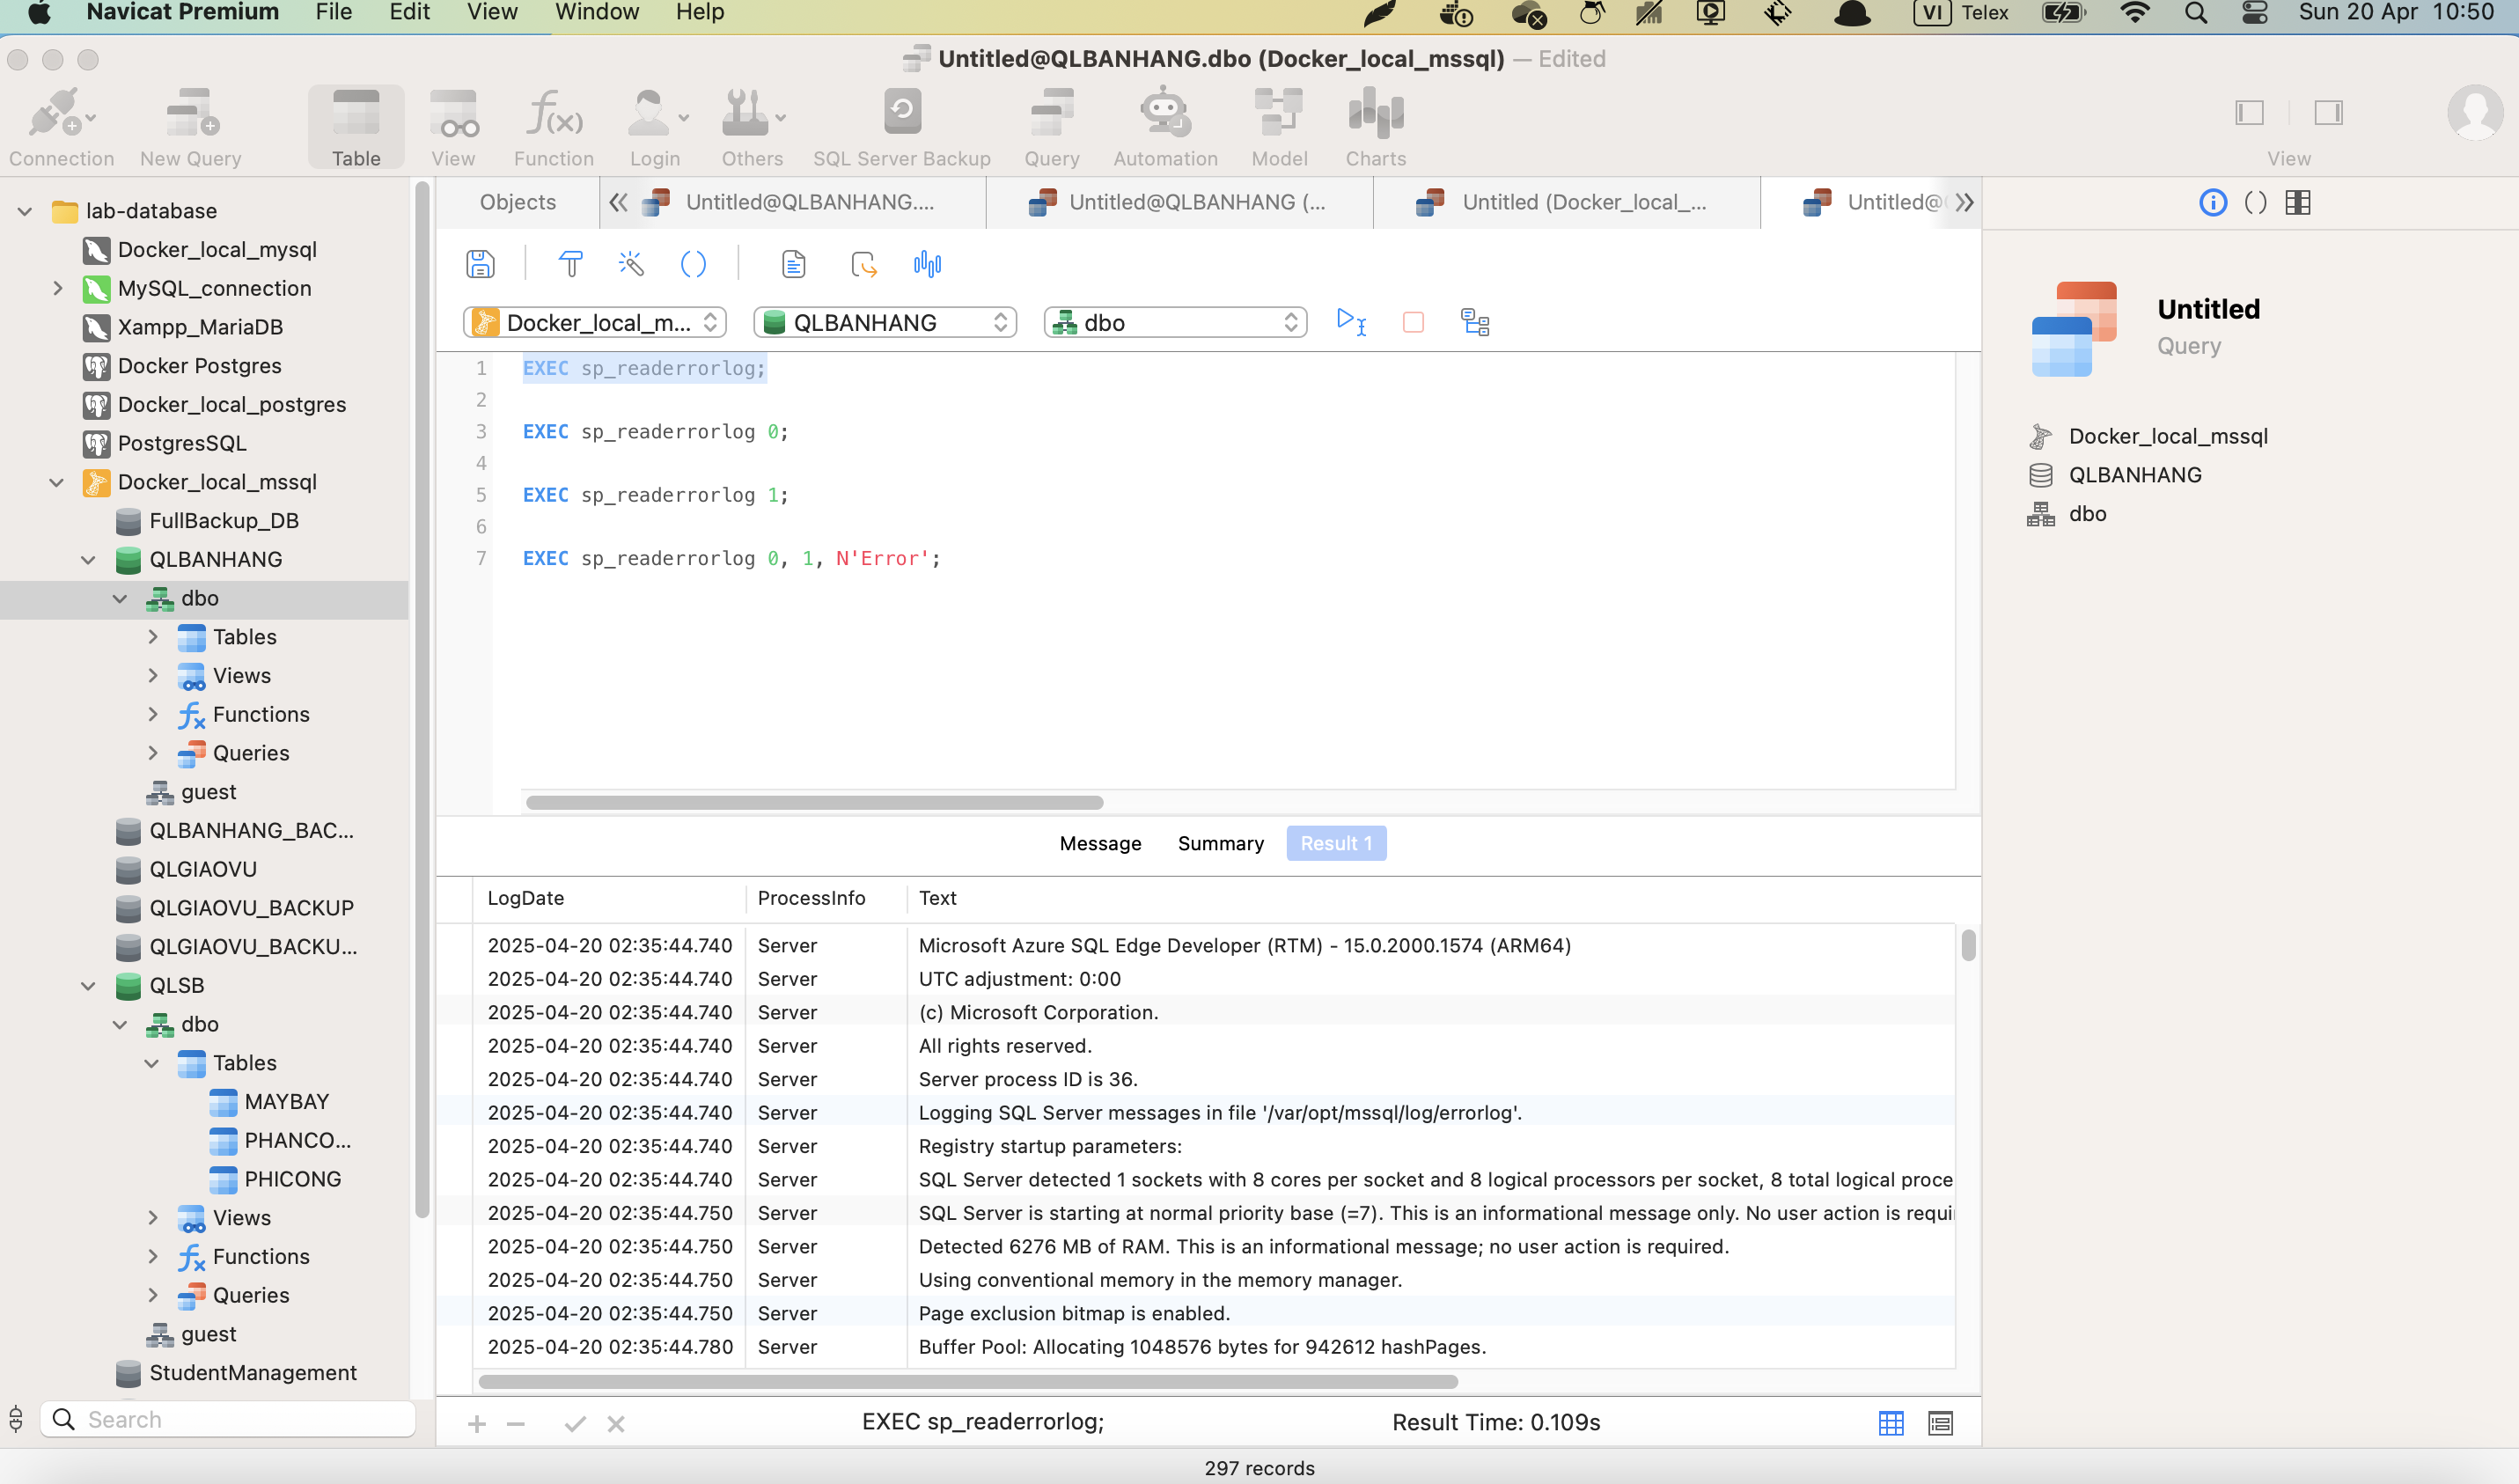 Navicat Premium File Edit View Window Help VI Telex Sun 20 Apr 10:50
Untitled@QLBANHANG.dbo (Docker_local_mssql) — Edited
Connection New Query Table View Function Login Others SQL Server Backup Query Automation Model Charts View
lab-database
Docker_local_mysql
MySQL_connection
Xampp_MariaDB
Docker Postgres
Docker_local_postgres
PostgresSQL
Docker_local_mssql
FullBackup_DB
QLBANHANG
dbo
Tables
Views
Functions
Queries
guest
QLBANHANG_BAC...
QLGIAOVU
QLGIAOVU_BACKUP
QLGIAOVU_BACKU...
QLSB
dbo
Tables
MAYBAY
PHANCO...
PHICONG
Views
Functions
Queries
guest
StudentManagement
Search
Objects Untitled@QLBANHANG.... Untitled@QLBANHANG (... Untitled (Docker_local_... Untitled@
Docker_local_m... QLBANHANG dbo
1 EXEC sp_readerrorlog;
2
3 EXEC sp_readerrorlog 0;
4
5 EXEC sp_readerrorlog 1;
6
7 EXEC sp_readerrorlog 0, 1, N'Error';
Message Summary Result 1
LogDate ProcessInfo Text
2025-04-20 02:35:44.740 Server Microsoft Azure SQL Edge Developer (RTM) - 15.0.2000.1574 (ARM64)
2025-04-20 02:35:44.740 Server UTC adjustment: 0:00
2025-04-20 02:35:44.740 Server (c) Microsoft Corporation.
2025-04-20 02:35:44.740 Server All rights reserved.
2025-04-20 02:35:44.740 Server Server process ID is 36.
2025-04-20 02:35:44.740 Server Logging SQL Server messages in file '/var/opt/mssql/log/errorlog'.
2025-04-20 02:35:44.740 Server Registry startup parameters:
2025-04-20 02:35:44.740 Server SQL Server detected 1 sockets with 8 cores per socket and 8 logical processors per socket, 8 total logical proce
2025-04-20 02:35:44.750 Server SQL Server is starting at normal priority base (=7). This is an informational message only. No user action is requi
2025-04-20 02:35:44.750 Server Detected 6276 MB of RAM. This is an informational message; no user action is required.
2025-04-20 02:35:44.750 Server Using conventional memory in the memory manager.
2025-04-20 02:35:44.750 Server Page exclusion bitmap is enabled.
2025-04-20 02:35:44.780 Server Buffer Pool: Allocating 1048576 bytes for 942612 hashPages.
EXEC sp_readerrorlog; Result Time: 0.109s
297 records
Untitled
Query
Docker_local_mssql
QLBANHANG
dbo